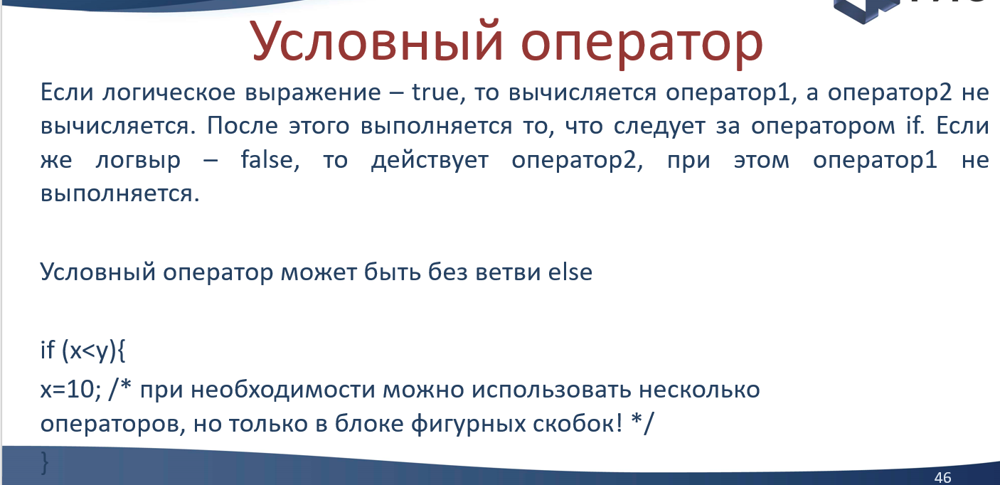 Условный оператор
Если логическое выражение – true, то вычисляется оператор1, а оператор2 не
вычисляется. После этого выполняется то, что следует за оператором if. Если
же логвыр – false, то действует оператор2, при этом оператор1 не
выполняется.
Условный оператор может быть без ветви else
if (x<y){
x=10; /* при необходимости можно использовать несколько
операторов, но только в блоке фигурных скобок! */
}
46